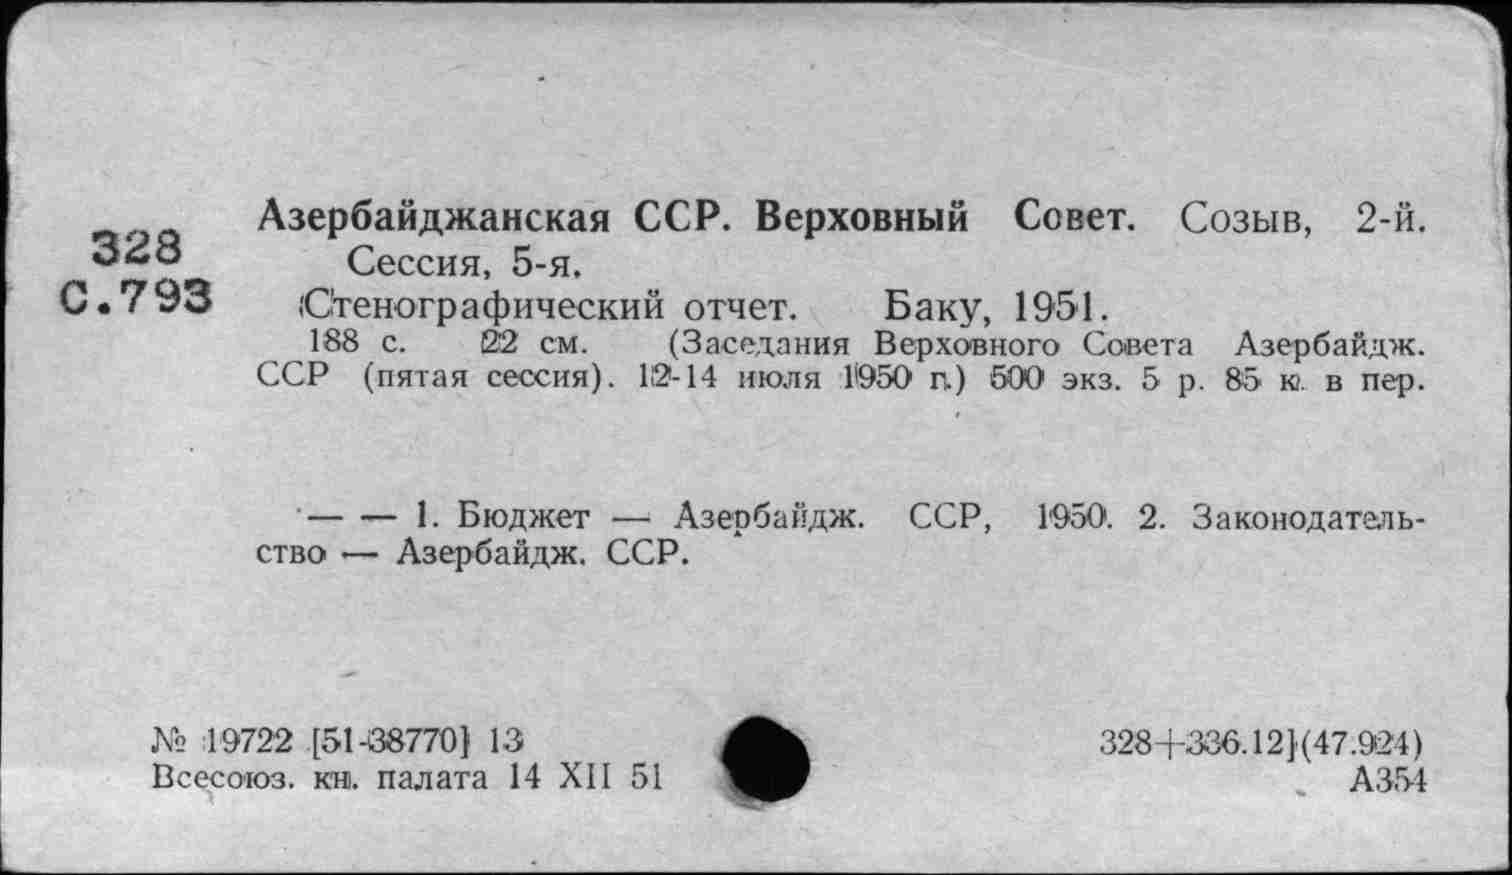 Азербайджанская ССР. Верховный Совет. Созыв, 2-й.
328
Сессия, 5-я.
С.793
Стенографический отчет. Баку, 1951.
188 с. 22 см. (Заседания Верховного Совета Азербайдж.
ССР (пятая сессия). 12-14 июля 1950 г.) 500 экз. 5 р. 85 к. в пер.
— — 1. Бюджет — Азербайдж. ССР, 1950. 2. Законодатель-
ство — Азербайдж. ССР.
№ 19722 [51-38770] 13
328+336.12](47.924)
Всесоюз. кн. палата 14 XII 51
А354